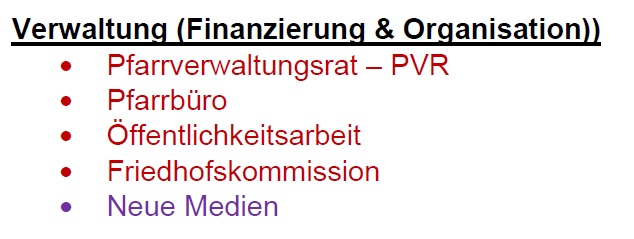 Verwaltung (Finanzierung & Organisation))
• Pfarrverwaltungsrat – PVR
• Pfarrbüro
• Öffentlichkeitsarbeit
• Friedhofskommission
• Neue Medien